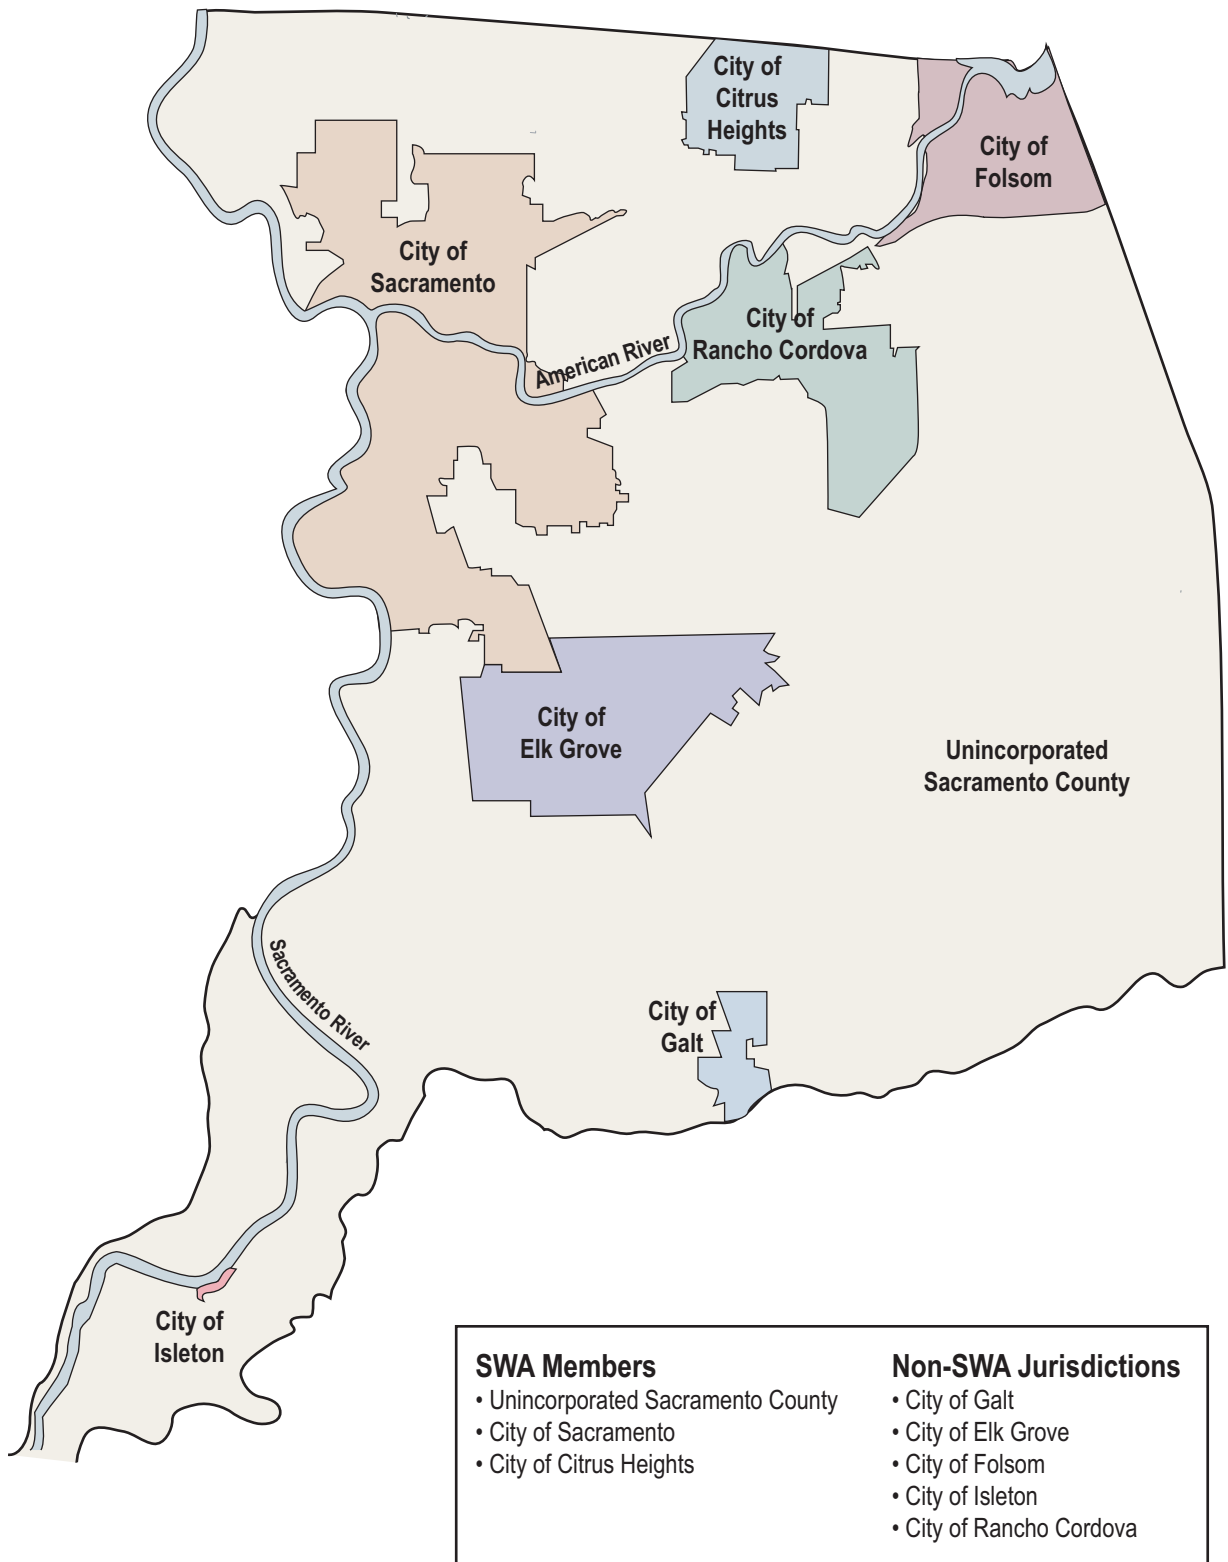 City of
Citrus
Heights
City of
Folsom
City of
Sacramento
City of
Rancho Cordova
American River
City of
Elk Grove
Unincorporated
Sacramento County
Sacramento River
City of
Galt
City of
Isleton
SWA Members
• Unincorporated Sacramento County
• City of Sacramento
• City of Citrus Heights
Non-SWA Jurisdictions
• City of Galt
• City of Elk Grove
• City of Folsom
• City of Isleton
• City of Rancho Cordova